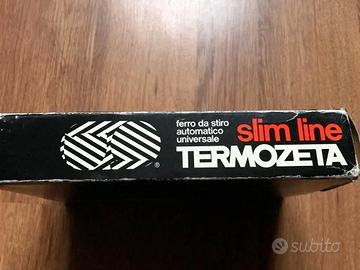 ferro da stiro
automatico
universale
slim line
TERMOZETA
®
subito